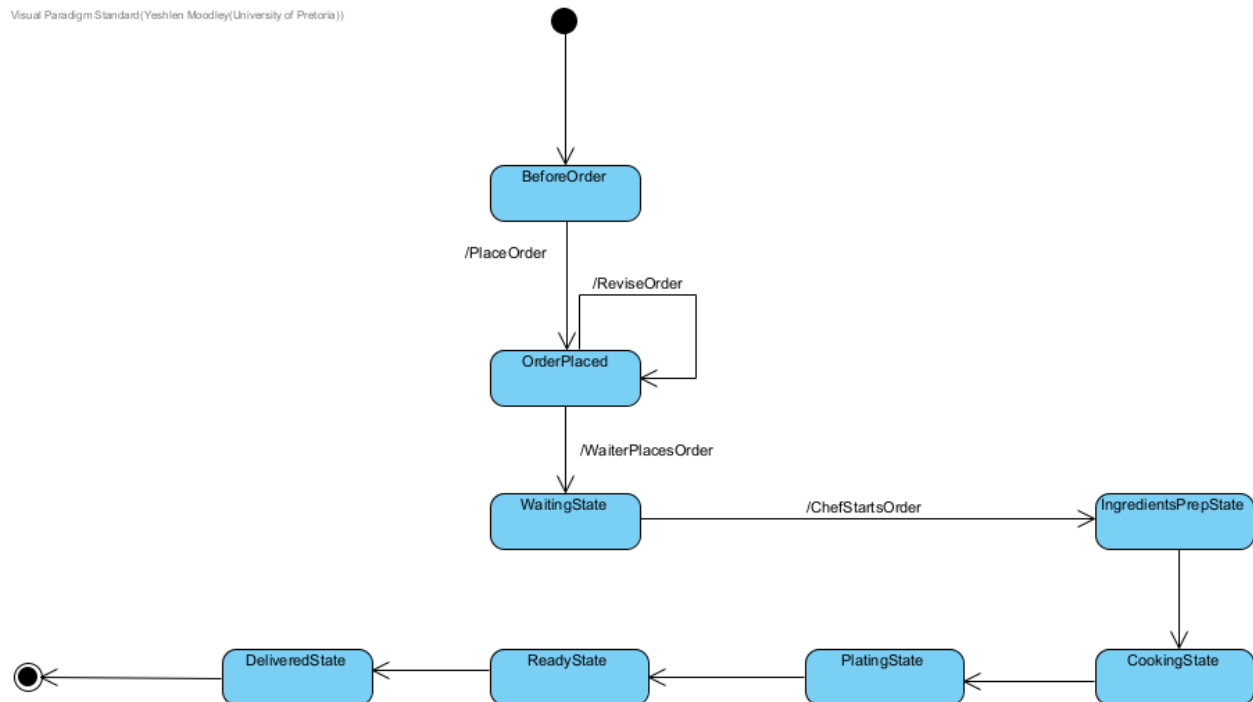 Visual Paradigm Standard(Yeshlen Moodley(University of Pretoria))
BeforeOrder
/PlaceOrder
/ReviseOrder
OrderPlaced
/WaiterPlacesOrder
WaitingState
/ChefStartsOrder
IngredientsPrepState
DeliveredState
ReadyState
PlatingState
CookingState